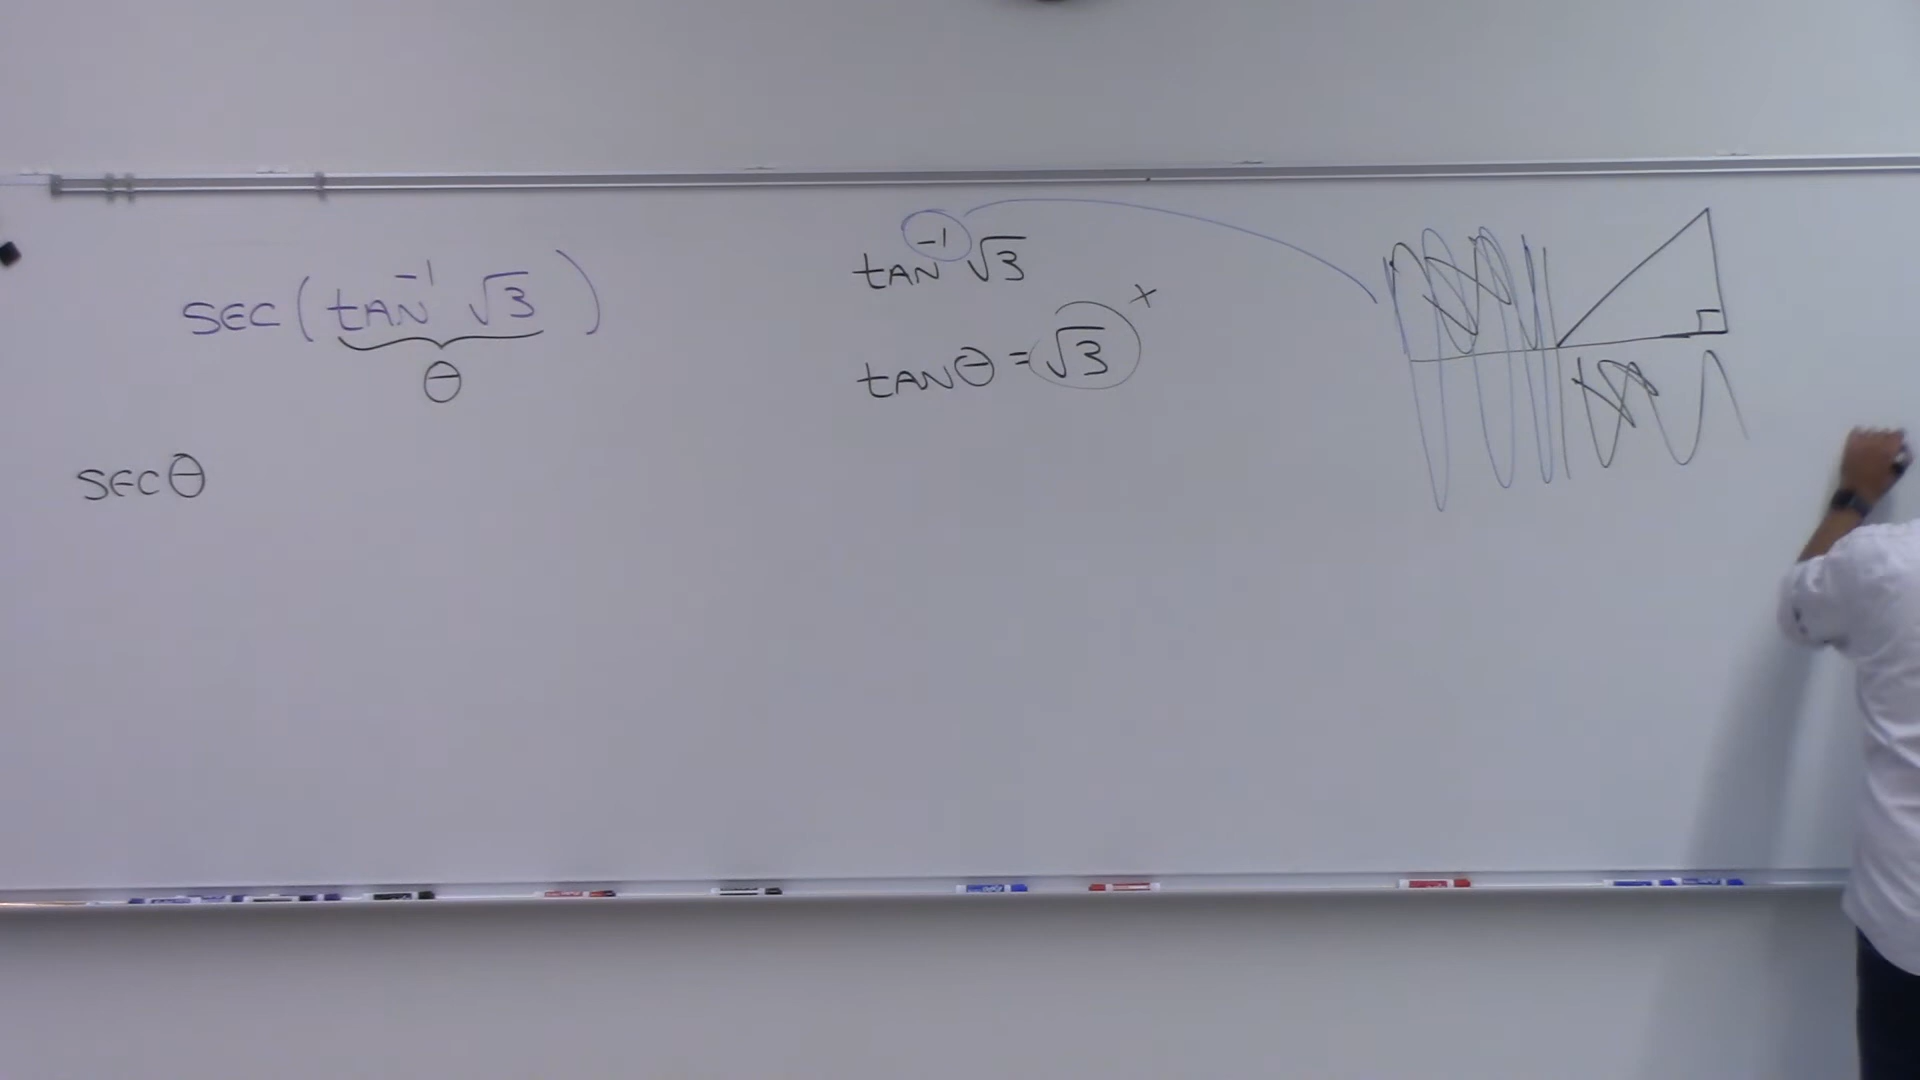 SEC(tAN⁻¹ √3)
θ
SECθ
tAN⁻¹ √3
tANθ = √3 +